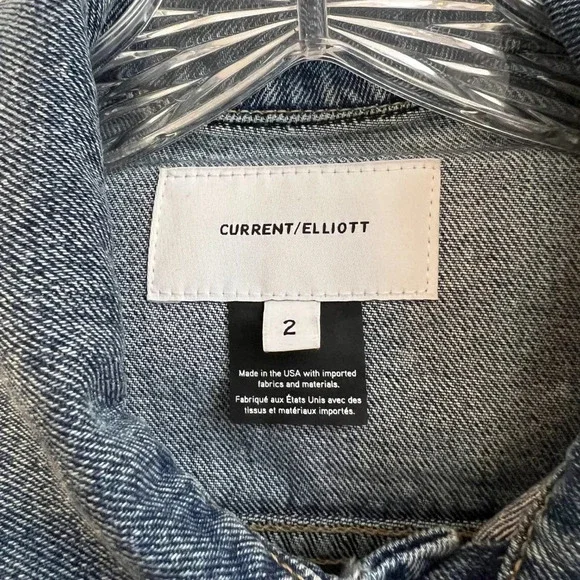 CURRENT/ELLIOTT
2
Made in the USA with imported
fabrics and materials.
Fabriqué aux États Unis avec des
tissus et matériaux importés.